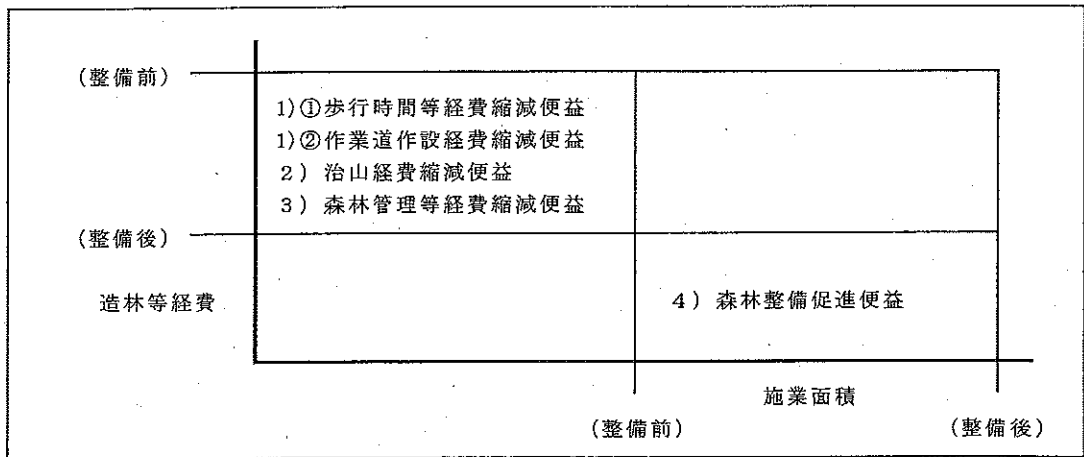 (整備前)
1)①歩行時間等経費縮減便益
1)②作業道作設経費縮減便益
2) 治山経費縮減便益
3) 森林管理等経費縮減便益
(整備後)
造林等経費
4) 森林整備促進便益
施業面積
(整備前)
(整備後)